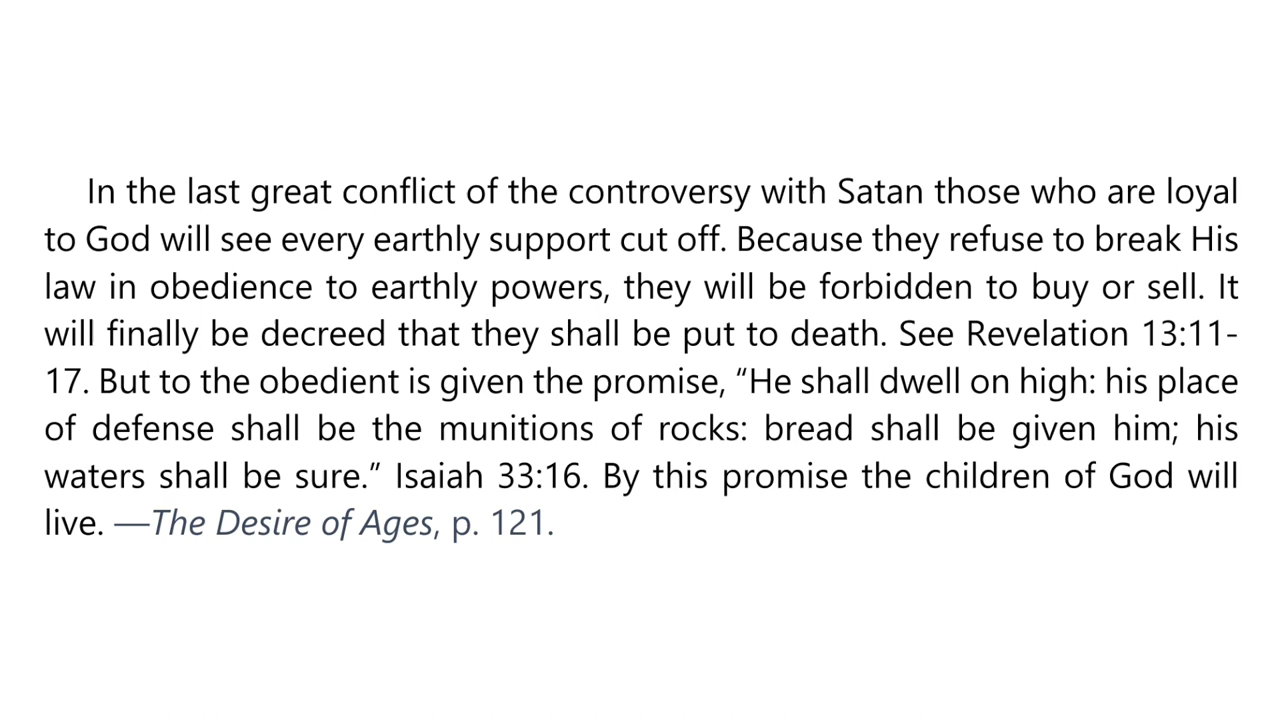 In the last great conflict of the controversy with Satan those who are loyal
to God will see every earthly support cut off. Because they refuse to break His
law in obedience to earthly powers, they will be forbidden to buy or sell. It
will finally be decreed that they shall be put to death. See Revelation 13:11-
17. But to the obedient is given the promise, “He shall dwell on high: his place
of defense shall be the munitions of rocks: bread shall be given him; his
waters shall be sure.” Isaiah 33:16. By this promise the children of God will
live. —The Desire of Ages, p. 121.